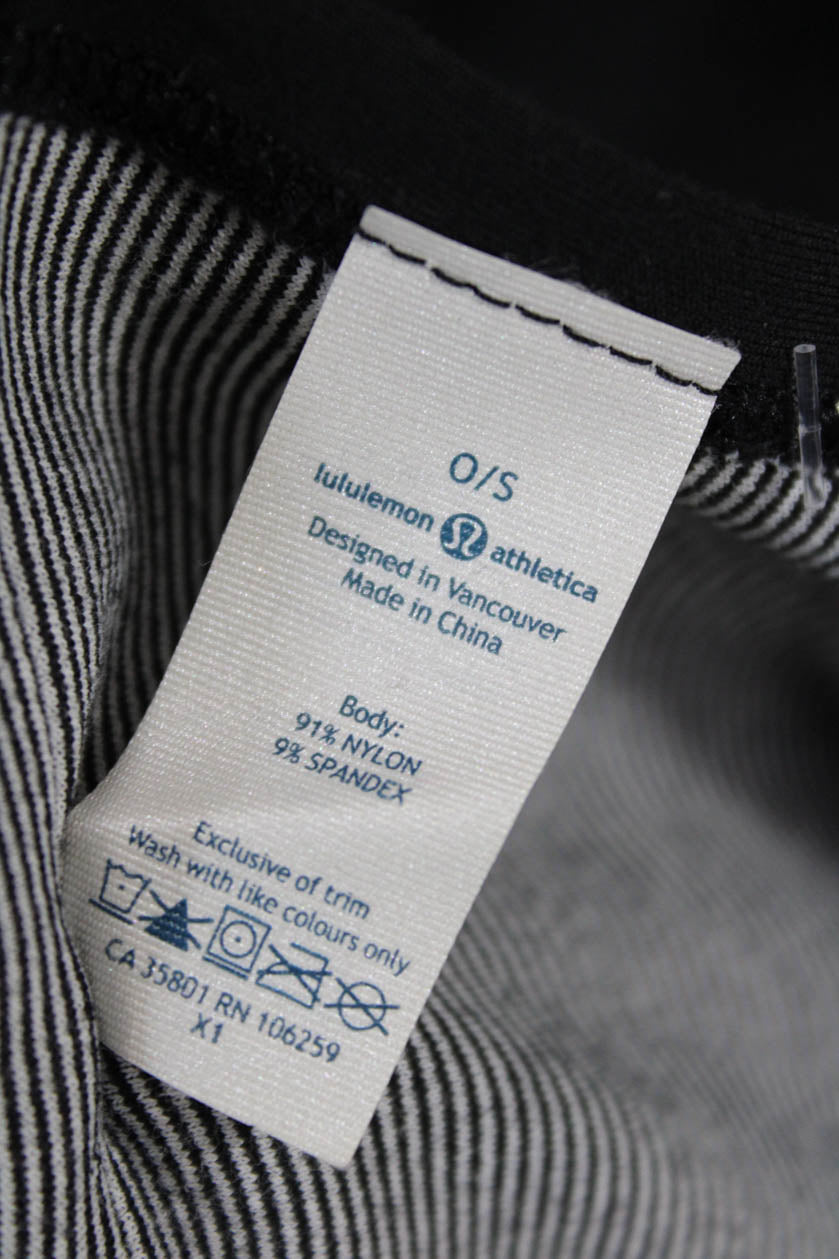 O/S
lululemon athletica
Designed in Vancouver
Made in China
Body:
91% NYLON
9% SPANDEX
Exclusive of trim
Wash with like colours only
CA 35801 RN 106259
X1